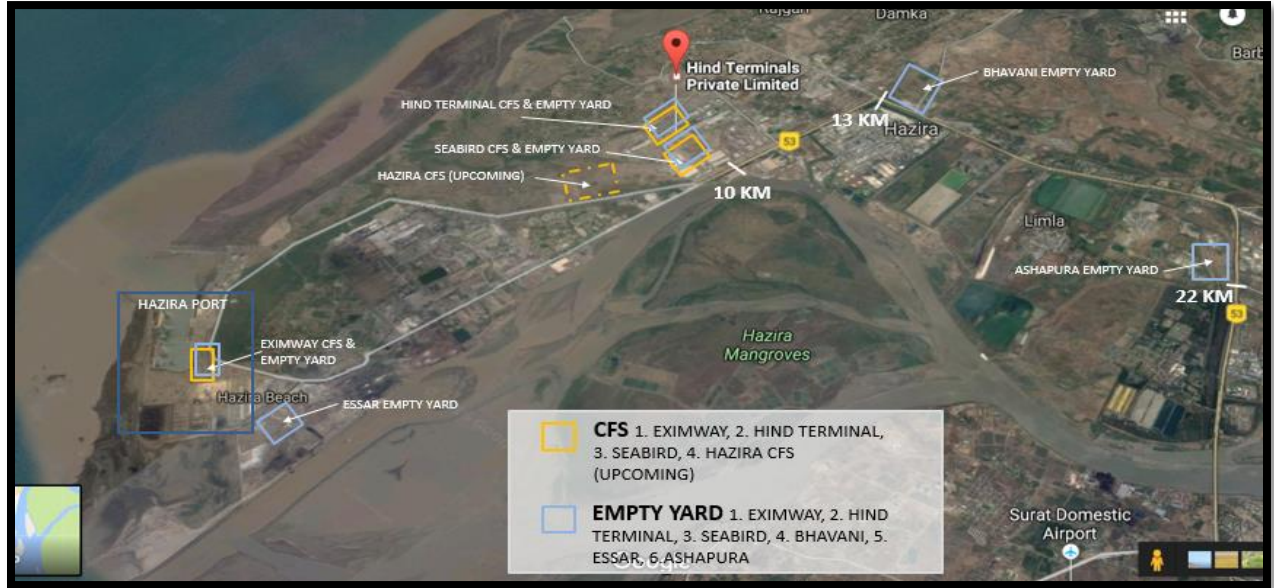 Damka
Hind Terminals
Private Limited
BHAVANI EMPTY YARD
HIND TERMINAL CFS & EMPTY YARD
13 KM
Hazira
53
SEABIRD CFS & EMPTY YARD
HAZIRA CFS (UPCOMING)
10 KM
Limla
ASHAPURA EMPTY YARD
22 KM
53
HAZIRA PORT
EXIMWAY CFS &
EMPTY YARD
Hazira
Mangroves
Hazira Beach
ESSAR EMPTY YARD
CFS 1. EXIMWAY, 2. HIND TERMINAL,
3. SEABIRD, 4. HAZIRA CFS
(UPCOMING)
EMPTY YARD 1. EXIMWAY, 2. HIND
TERMINAL, 3. SEABIRD, 4. BHAVANI, 5.
ESSAR, 6.ASHAPURA
Google
Surat Domestic
Airport